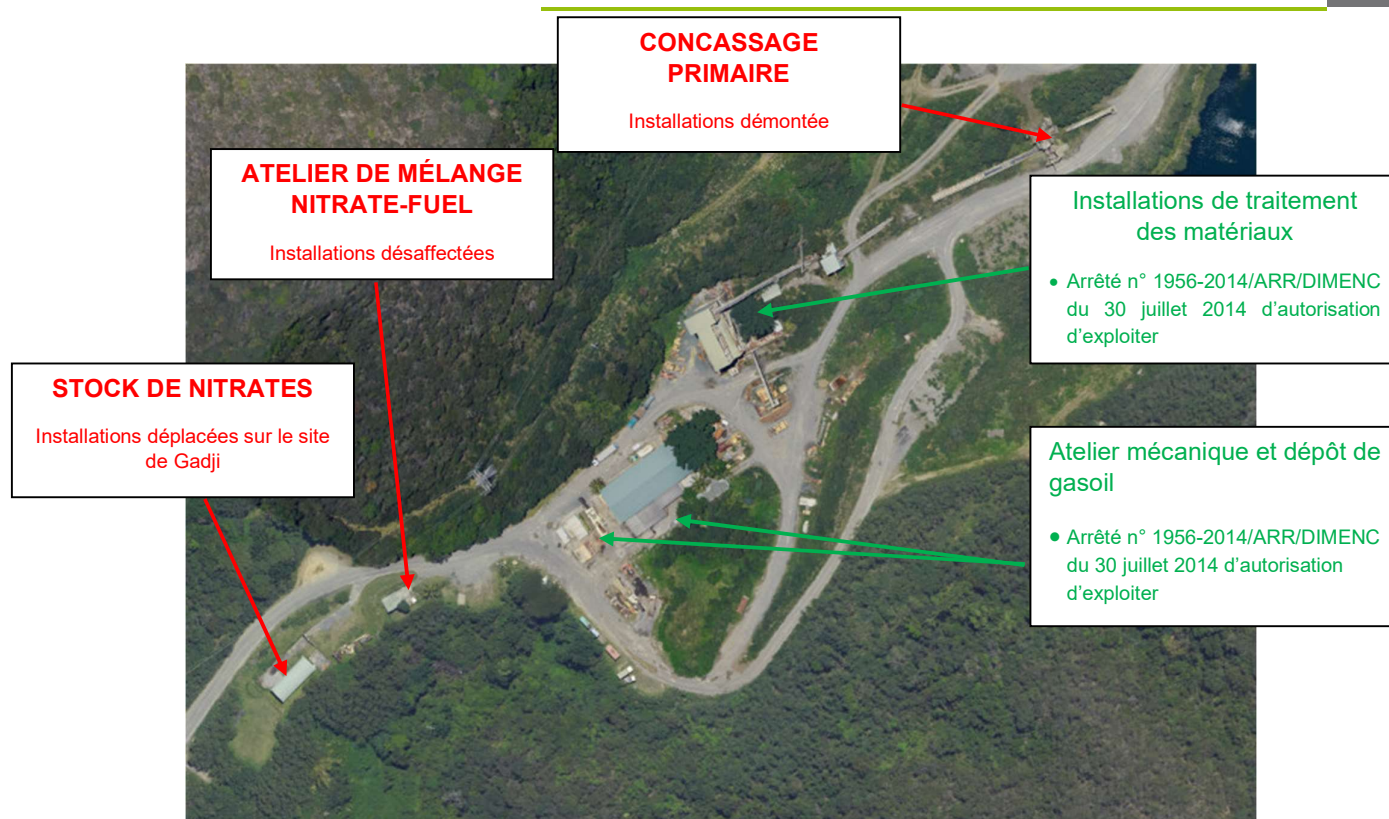 CONCASSAGE
PRIMAIRE
Installations démontée
ATELIER DE MÉLANGE
NITRATE-FUEL
Installations désaffectées
STOCK DE NITRATES
Installations déplacées sur le site
de Gadji
Installations de traitement
des matériaux
• Arrêté n° 1956-2014/ARR/DIMENC
du 30 juillet 2014 d'autorisation
d'exploiter
Atelier mécanique et dépôt de
gasoil
• Arrêté n° 1956-2014/ARR/DIMENC
du 30 juillet 2014 d'autorisation
d'exploiter